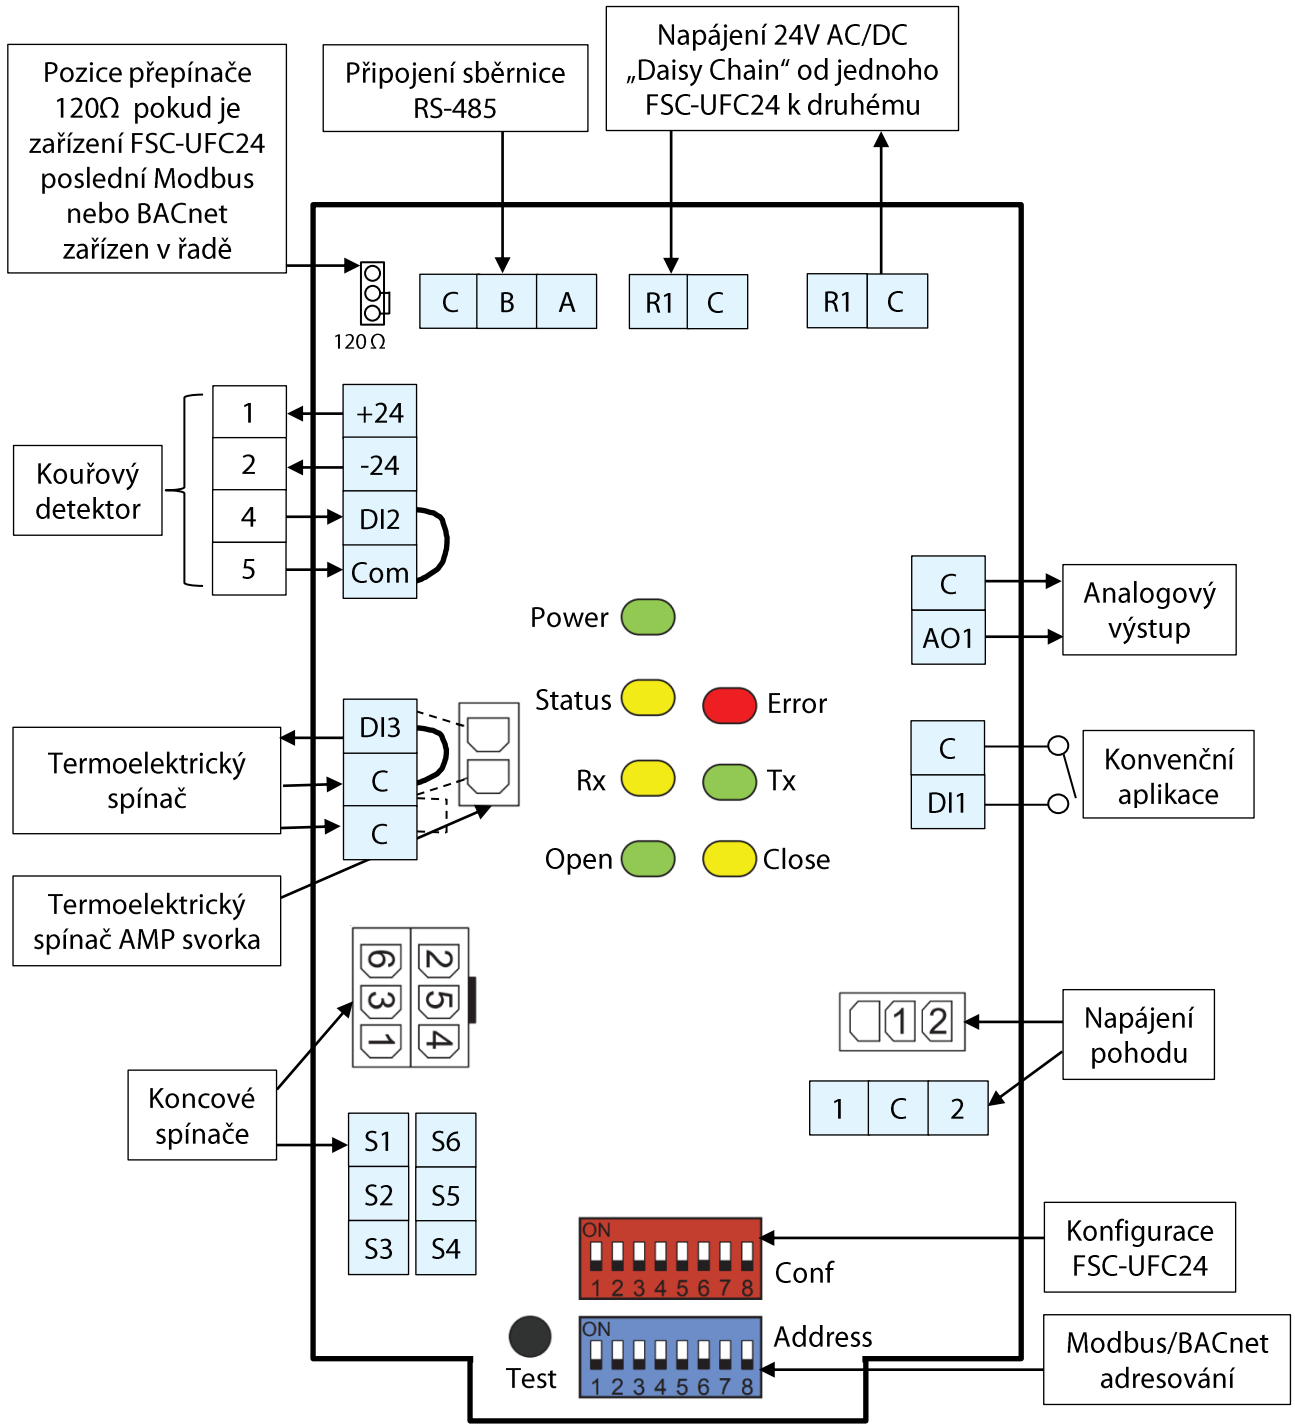 Pozice přepínače
120Ω pokud je
zařízení FSC-UFC24
poslední Modbus
nebo BACnet
zařízen v řadě
Připojení sběrnice
RS-485
Napájení 24V AC/DC
„Daisy Chain“ od jednoho
FSC-UFC24 k druhému
120 Ω
C B A
R1 C
R1 C
Kouřový
detektor
1 +24
2 -24
4 DI2
5 Com
Power
Status
Error
Rx
Tx
Open
Close
C
AO1
Analogový
výstup
C
DI1
Konvenční
aplikace
Termoelektrický
spínač
DI3
C
C
Termoelektrický
spínač AMP svorka
6 2
3 5
1 4
Koncové
spínače
S1 S6
S2 S5
S3 S4
1 2
1 C 2
Napájení
pohodu
ON
1 2 3 4 5 6 7 8
Conf
Konfigurace
FSC-UFC24
Test
ON
1 2 3 4 5 6 7 8
Address
Modbus/BACnet
adresování